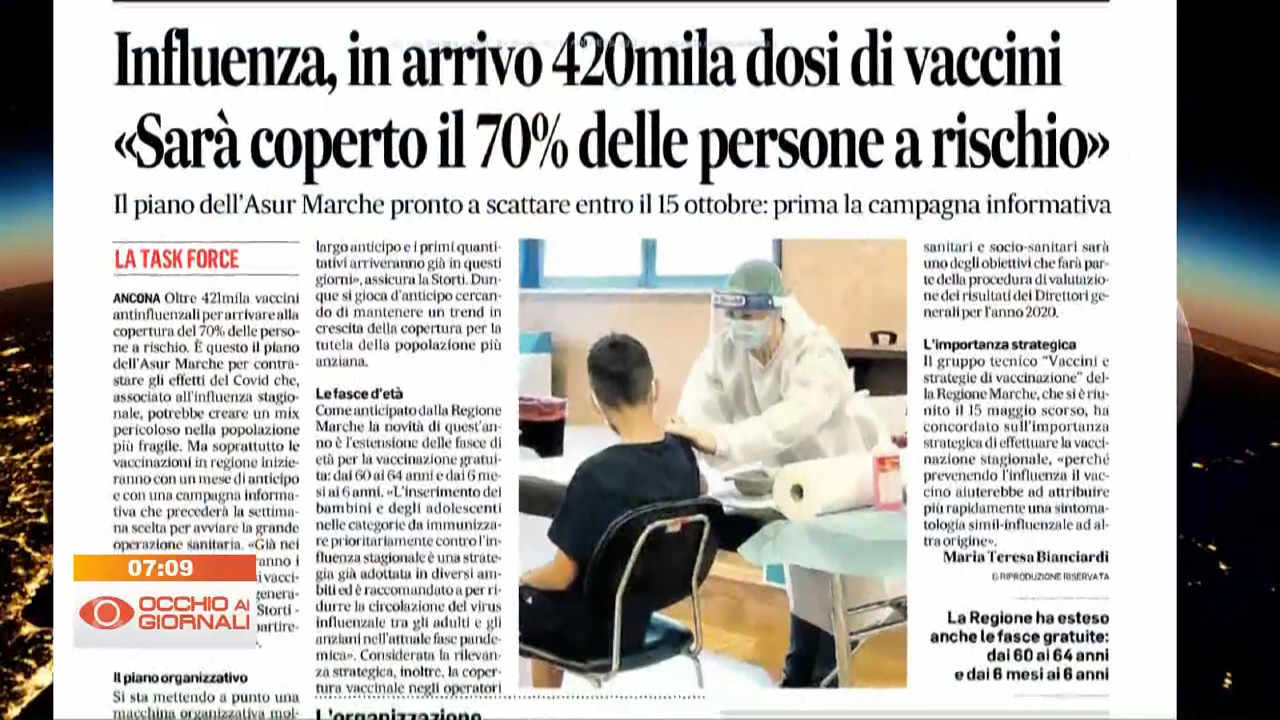 Influenza, in arrivo 420mila dosi di vaccini
«Sarà coperto il 70% delle persone a rischio»
Il piano dell'Asur Marche pronto a scattare entro il 15 ottobre: prima la campagna informativa
LA TASK FORCE
ANCONA Oltre 421mila vaccini
antinfluenzali per arrivare alla
copertura del 70% delle perso-
ne a rischio. È questo il piano
dell'Asur Marche per contra-
stare gli effetti del Covid che,
associato all'influenza stagio-
nale, potrebbe creare un mix
pericoloso nella popolazione
più fragile. Ma soprattutto le
vaccinazioni in regione inizie-
ranno con un mese di anticipo
e con una campagna informa-
tiva che precederà la settima-
na scelta per avviare la grande
operazione sanitaria. «Già nei
ranno i
i vacci-
genera-
Storti -
partire-
».
Il piano organizzativo
Si sta mettendo a punto una
macchina organizzativa mol-
largo anticipo e i primi quanti-
tativi arriveranno già in questi
giorni», assicura la Storti. Dun-
que si gioca d'anticipo cercan-
do di mantenere un trend in
crescita della copertura per la
tutela della popolazione più
anziana.
Le fasce d'età
Come anticipato dalla Regione
Marche la novità di quest'an-
no è l'estensione delle fasce di
età per la vaccinazione gratui-
ta: dai 60 ai 64 anni e dai 6 me-
si ai 6 anni. «L'inserimento dei
bambini e degli adolescenti
nelle categorie da immunizza-
re prioritariamente contro l'in-
fluenza stagionale è una strate-
gia già adottata in diversi am-
biti ed è raccomandato a per ri-
durre la circolazione del virus
influenzale tra gli adulti e gli
anziani nell'attuale fase pande-
mica». Considerata la rilevan-
za strategica, inoltre, la coper-
tura vaccinale negli operatori
L'organizzazione
sanitari e socio-sanitari sarà
uno degli obiettivi che farà par-
te della procedura di valutazio-
ne dei risultati dei Direttori ge-
nerali per l'anno 2020.
L'importanza strategica
Il gruppo tecnico "Vaccini e
strategie di vaccinazione" del-
la Regione Marche, che si è riu-
nito il 15 maggio scorso, ha
concordato sull'importanza
strategica di effettuare la vacci-
nazione stagionale, «perché
prevenendo l'influenza il vac-
cino aiuterebbe ad attribuire
più rapidamente una sintoma-
tologia simil-influenzale ad al-
tra origine».
Maria Teresa Bianciardi
© RIPRODUZIONE RISERVATA
La Regione ha esteso
anche le fasce gratuite:
dai 60 ai 64 anni
e dai 6 mesi ai 6 anni
07:09
OCCHIO AI
GIORNALI